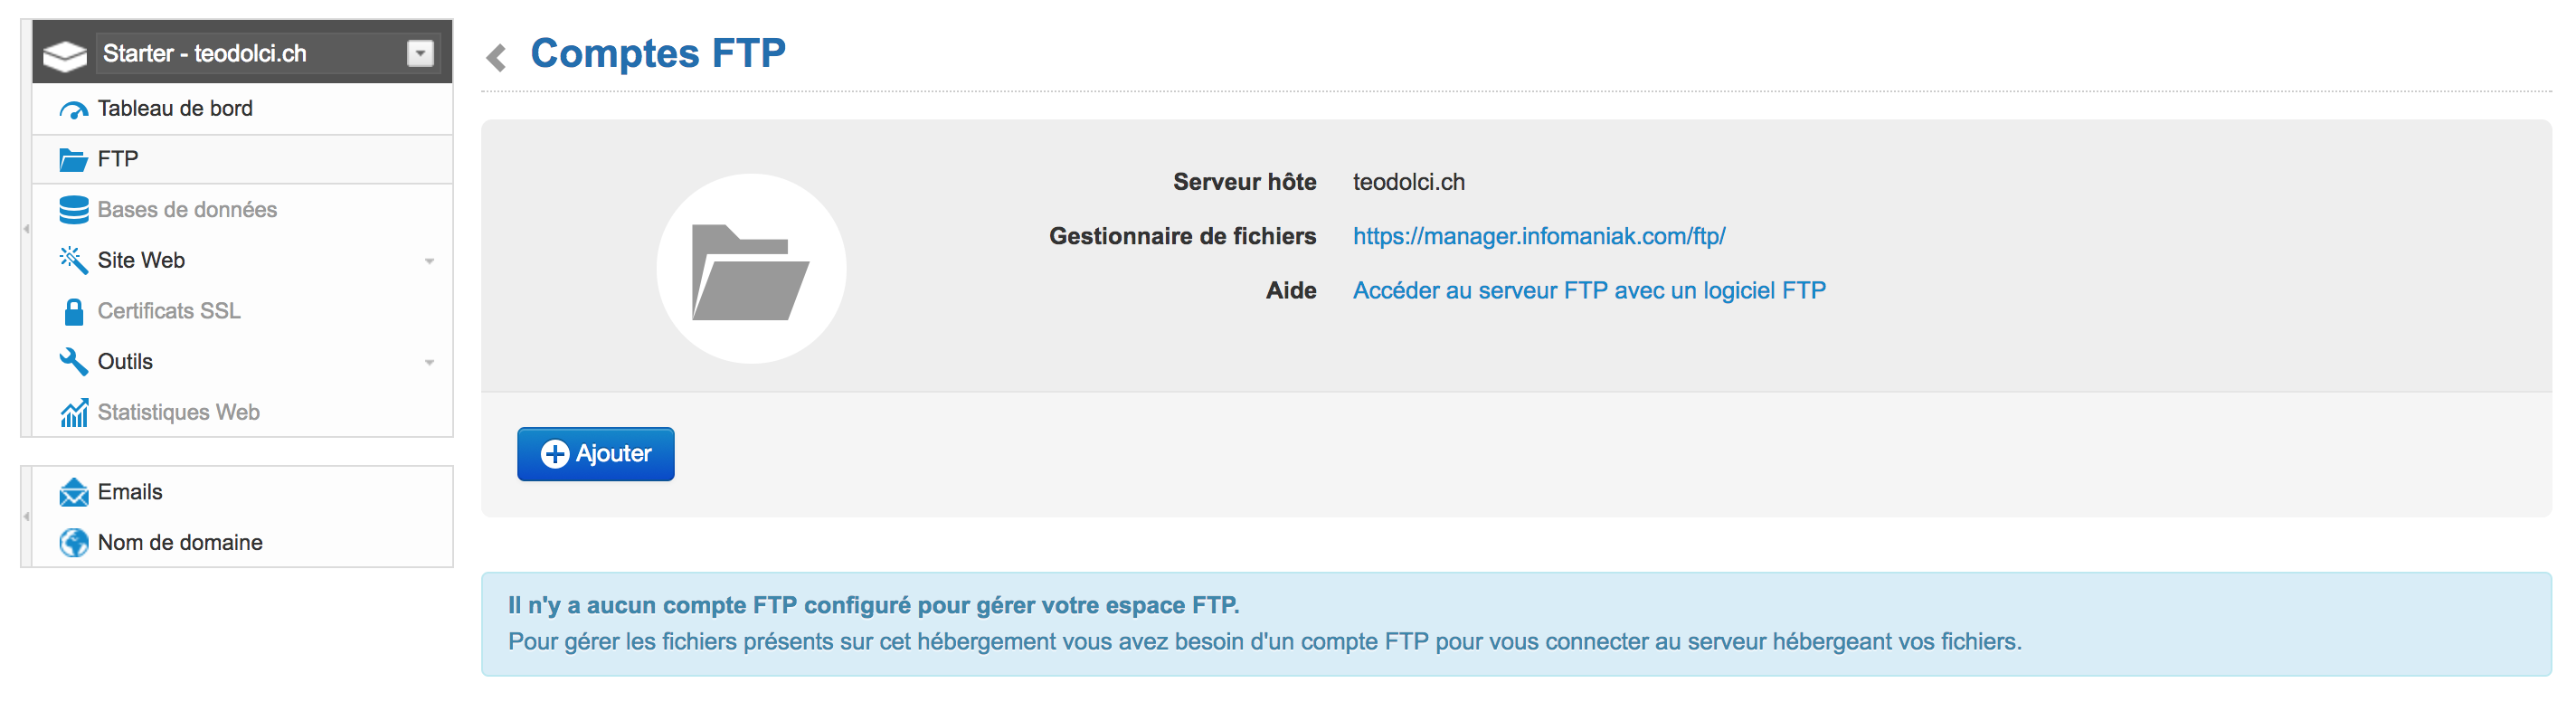 Starter - teodolci.ch
Tableau de bord
FTP
Bases de données
Site Web
Certificats SSL
Outils
Statistiques Web
Emails
Nom de domaine
Comptes FTP
Serveur hôte teodolci.ch
Gestionnaire de fichiers https://manager.infomaniak.com/ftp/
Aide Accéder au serveur FTP avec un logiciel FTP
Ajouter
Il n'y a aucun compte FTP configuré pour gérer votre espace FTP.
Pour gérer les fichiers présents sur cet hébergement vous avez besoin d'un compte FTP pour vous connecter au serveur hébergeant vos fichiers.